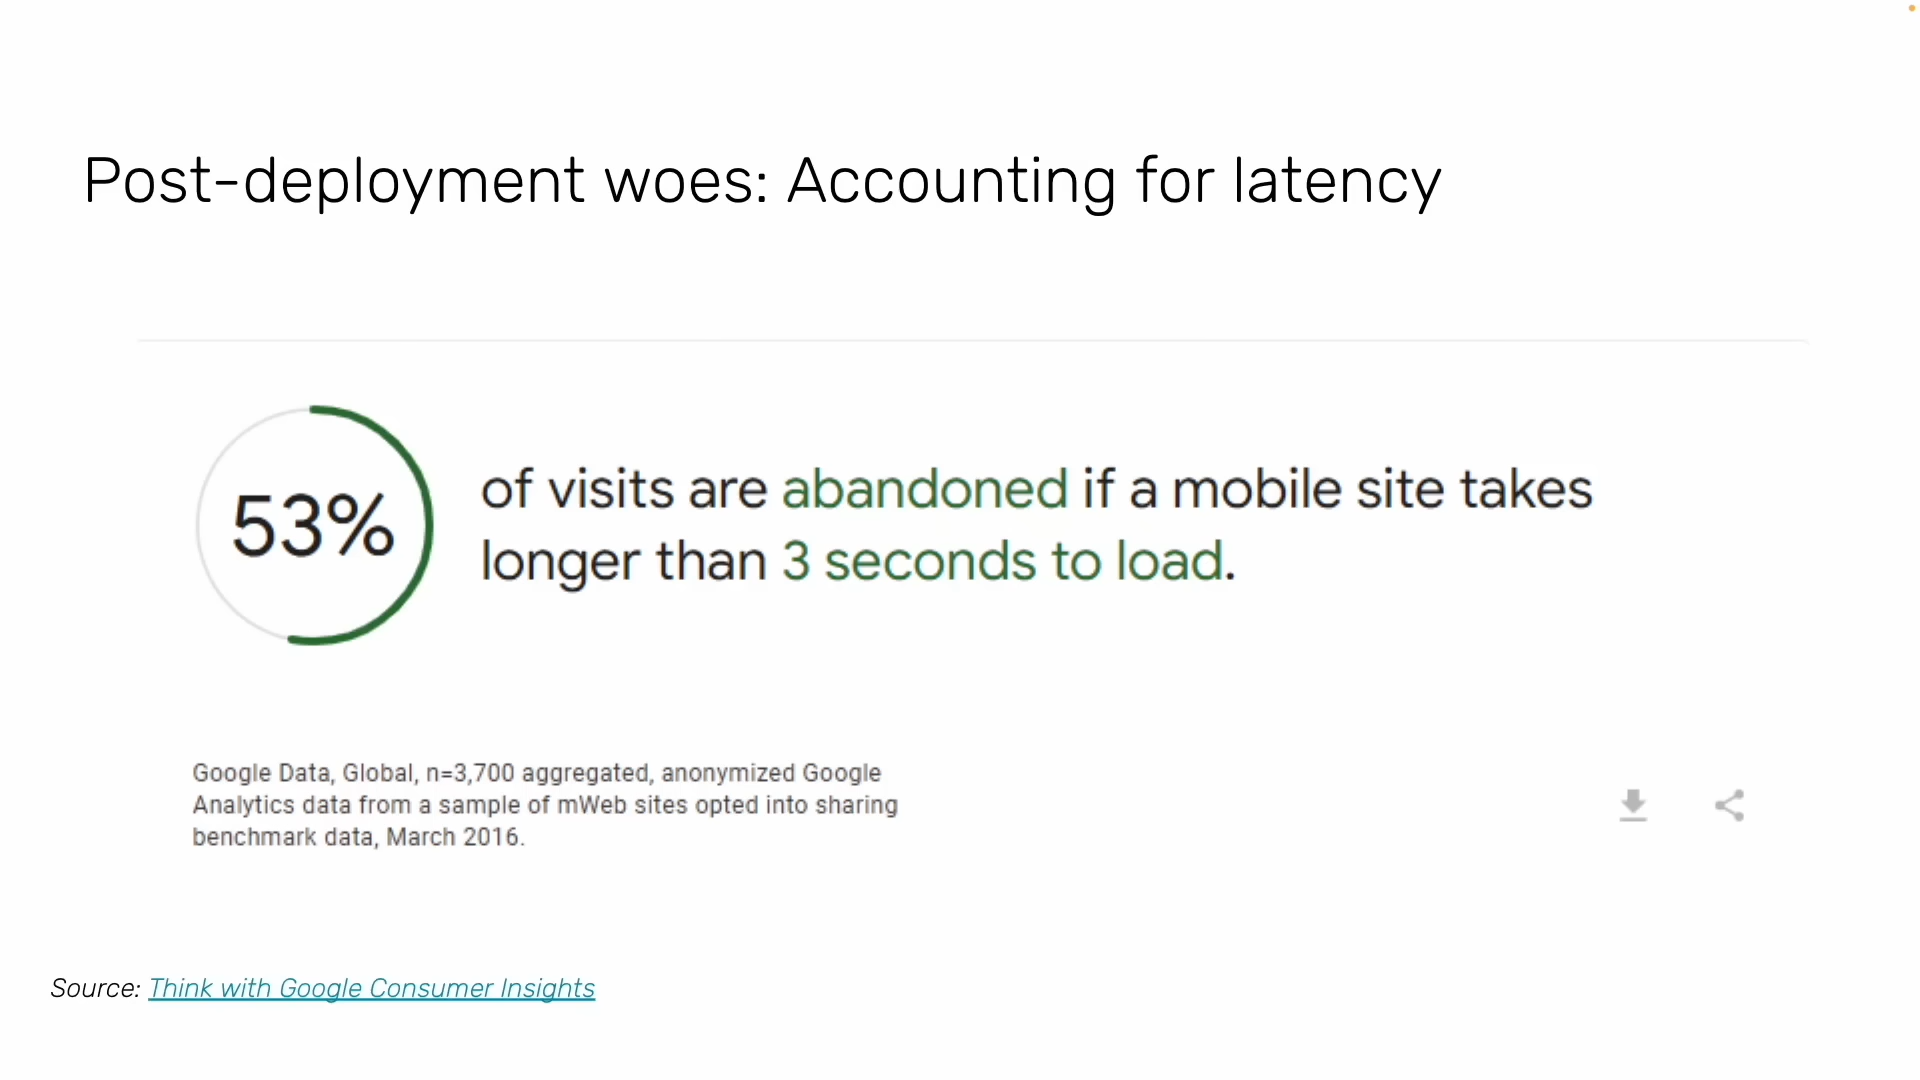 Post-deployment woes: Accounting for latency
53%
of visits are abandoned if a mobile site takes
longer than 3 seconds to load.
Google Data, Global, n=3,700 aggregated, anonymized Google
Analytics data from a sample of mWeb sites opted into sharing
benchmark data, March 2016.
Source: Think with Google Consumer Insights